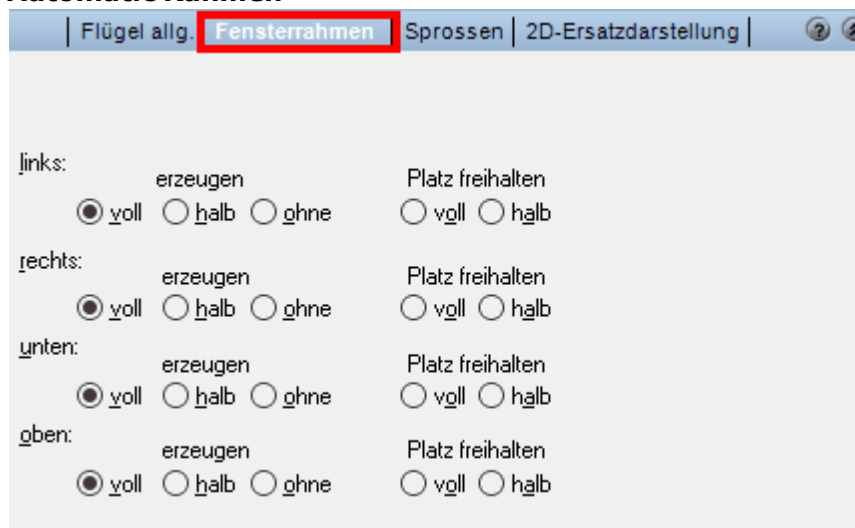 Flügel allg. Fensterrahmen Sprossen 2D-Ersatzdarstellung
links:
erzeugen Platz freihalten
voll halb ohne voll halb
rechts:
erzeugen Platz freihalten
voll halb ohne voll halb
unten:
erzeugen Platz freihalten
voll halb ohne voll halb
oben:
erzeugen Platz freihalten
voll halb ohne voll halb